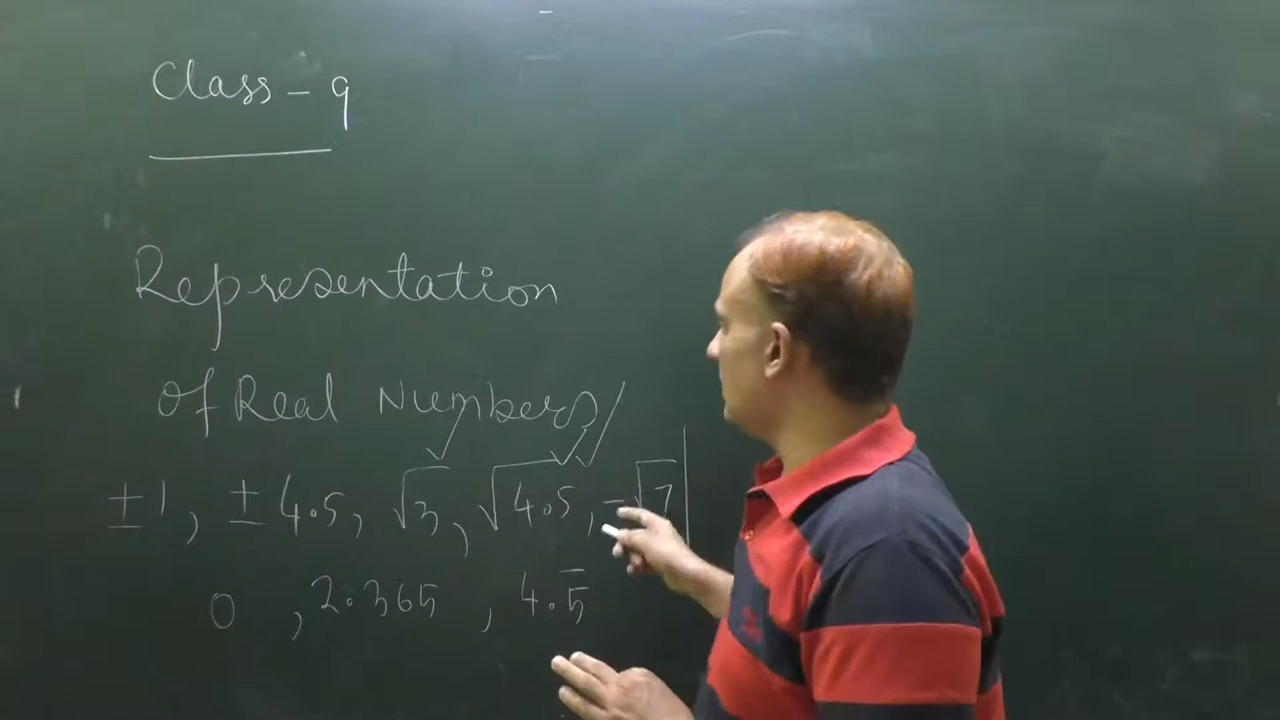 Class - 9
Representation
Of Real Numbers
±1, ± 4.5, √3, √4.5, -√7
0, 2.365, 4.5̅